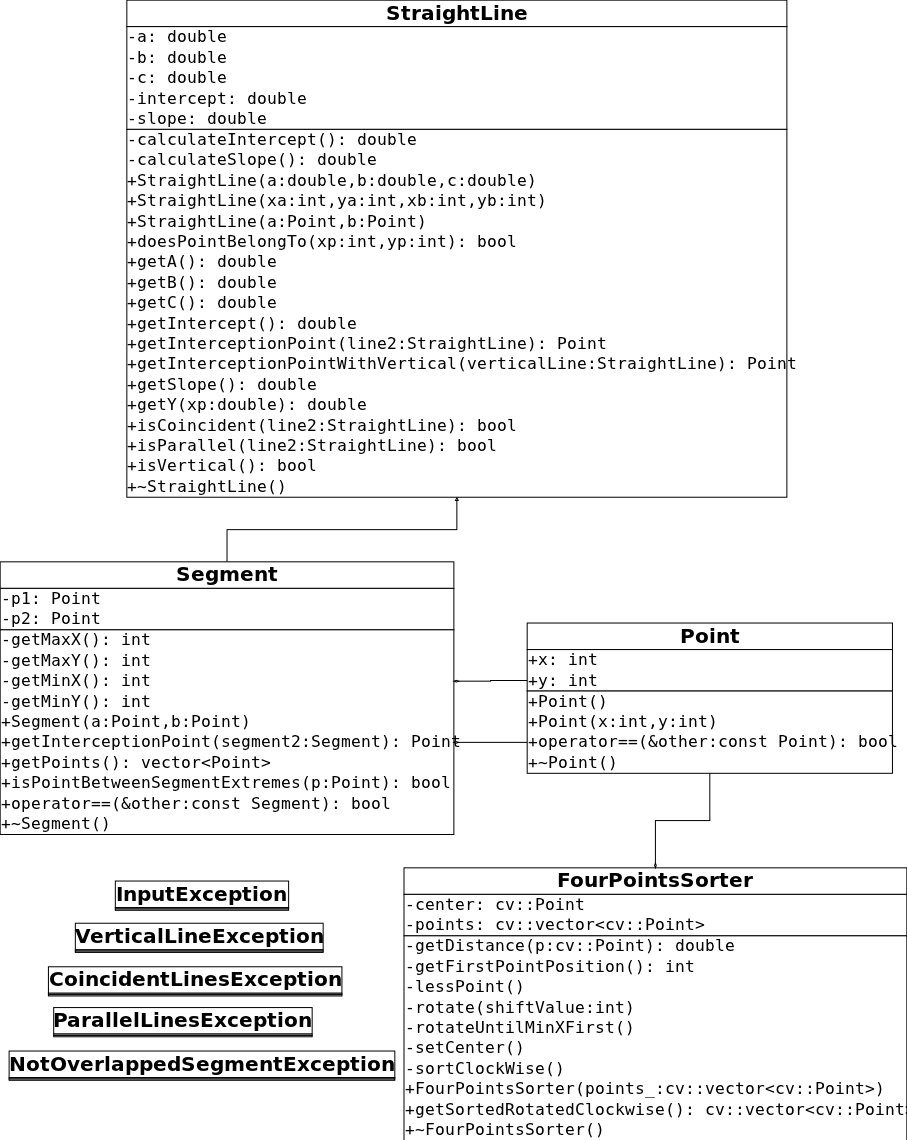 StraightLine
-a: double
-b: double
-c: double
-intercept: double
-slope: double
-calculateIntercept(): double
-calculateSlope(): double
+StraightLine(a:double,b:double,c:double)
+StraightLine(xa:int,ya:int,xb:int,yb:int)
+StraightLine(a:Point,b:Point)
+doesPointBelongTo(xp:int,yp:int): bool
+getA(): double
+getB(): double
+getC(): double
+getIntercept(): double
+getInterceptionPoint(line2:StraightLine): Point
+getInterceptionPointWithVertical(verticalLine:StraightLine): Point
+getSlope(): double
+getY(xp:double): double
+isCoincident(line2:StraightLine): bool
+isParallel(line2:StraightLine): bool
+isVertical(): bool
+~StraightLine()
Segment
-p1: Point
-p2: Point
-getMaxX(): int
-getMaxY(): int
-getMinX(): int
-getMinY(): int
+Segment(a:Point,b:Point)
+getInterceptionPoint(segment2:Segment): Point
+getPoints(): vector<Point>
+isPointBetweenSegmentExtremes(p:Point): bool
+operator==(&other:const Segment): bool
+~Segment()
Point
+x: int
+y: int
+Point()
+Point(x:int,y:int)
+operator==(&other:const Point): bool
+~Point()
InputException
VerticalLineException
CoincidentLinesException
ParallelLinesException
NotOverlappedSegmentException
FourPointsSorter
-center: cv::Point
-points: cv::vector<cv::Point>
-getDistance(p:cv::Point): double
-getFirstPointPosition(): int
-lessPoint()
-rotate(shiftValue:int)
-rotateUntilMinXFirst()
-setCenter()
-sortClockWise()
+FourPointsSorter(points_:cv::vector<cv::Point>)
+getSortedRotatedClockwise(): cv::vector<cv::Point>
+~FourPointsSorter()